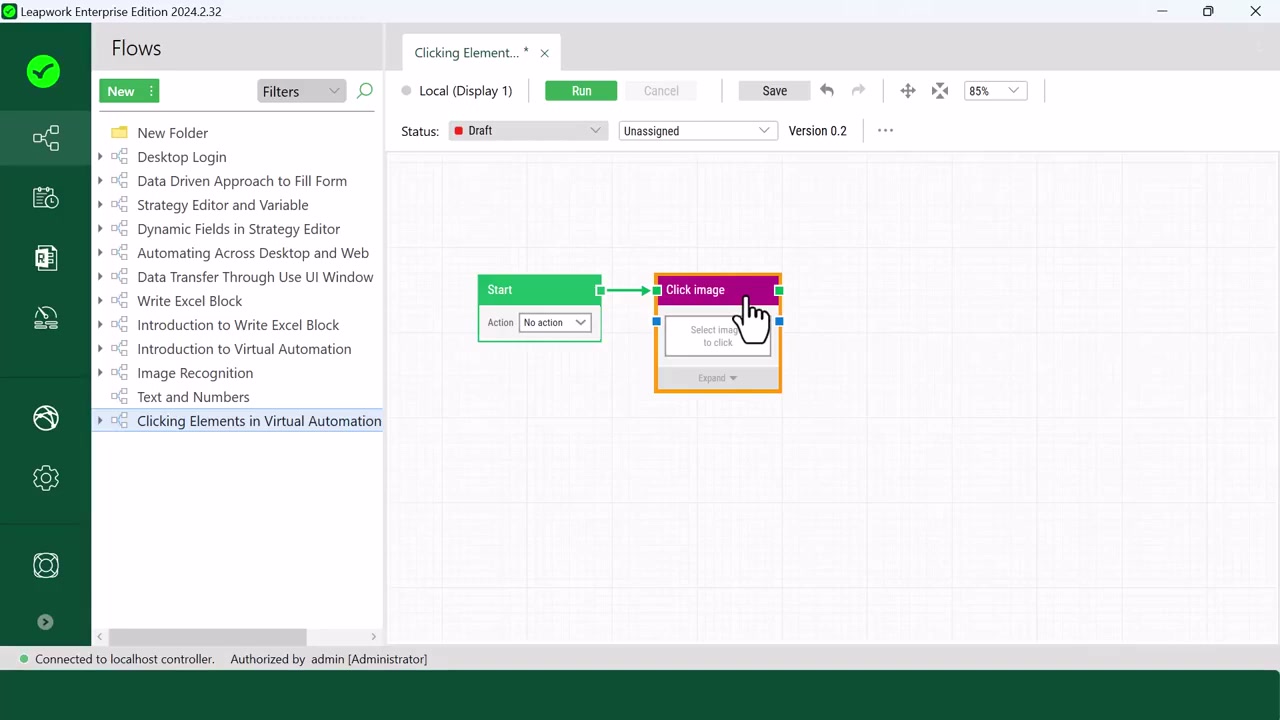 Leapwork Enterprise Edition 2024.2.32
Flows
New
Filters
New Folder
Desktop Login
Data Driven Approach to Fill Form
Strategy Editor and Variable
Dynamic Fields in Strategy Editor
Automating Across Desktop and Web
Data Transfer Through Use UI Window
Write Excel Block
Introduction to Write Excel Block
Introduction to Virtual Automation
Image Recognition
Text and Numbers
Clicking Elements in Virtual Automation
Clicking Element... *
Local (Display 1)
Run
Cancel
Save
85%
Status:
Draft
Unassigned
Version 0.2
Start
Action
No action
Click image
Select imag
to click
Expand
Connected to localhost controller.
Authorized by admin [Administrator]